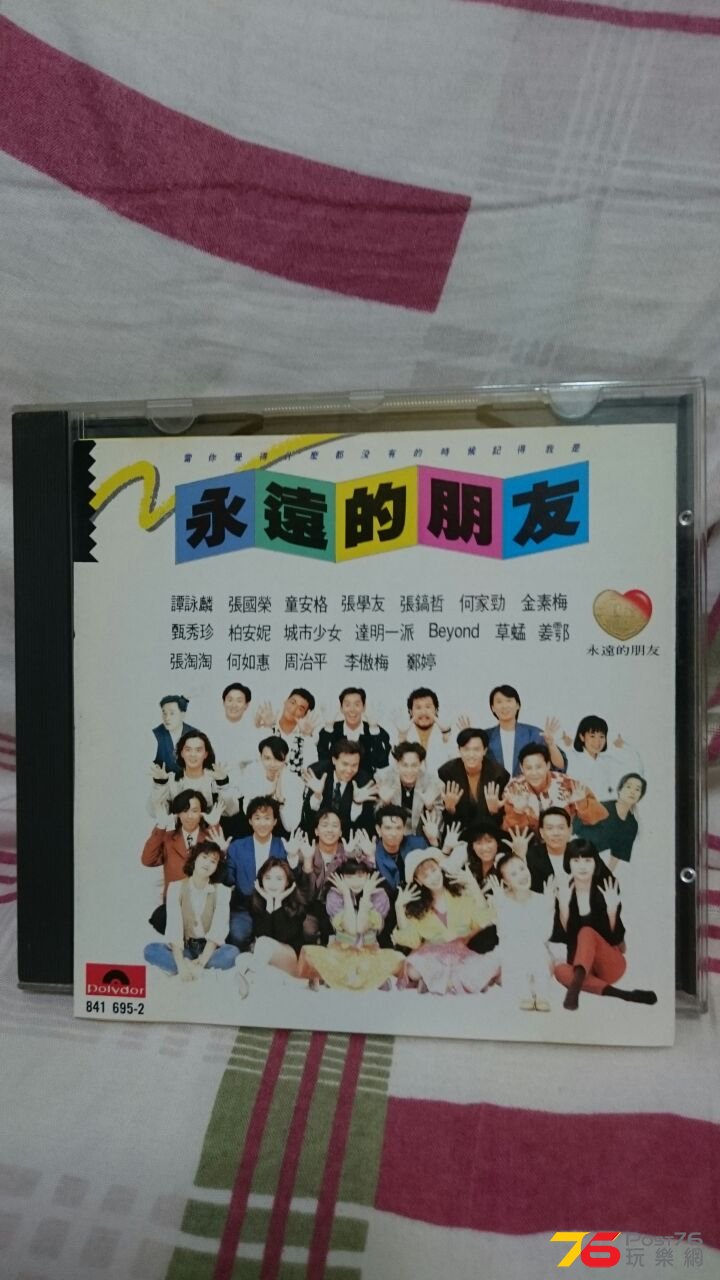 當你覺得什麼都沒有的時候記得我是
永遠的朋友
譚詠麟 張國榮 童安格 張學友 張鎬哲 何家勁 金素梅
甄秀珍 柏安妮 城市少女 達明一派 Beyond 草蜢 姜鄂
張淘淘 何如惠 周治平 李傲梅 鄭婷
永遠的朋友
polydor
841 695-2
76 Post76
玩樂網